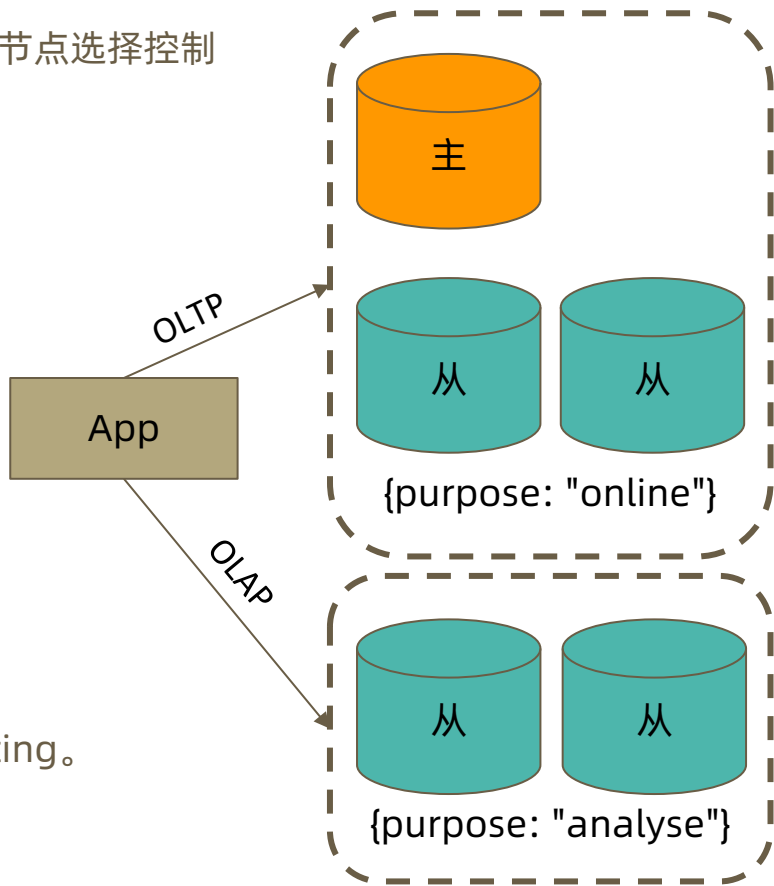 节点选择控制
主
OLTP
从 从
App
{purpose: "online"}
OLAP
从 从
ting。
{purpose: "analyse"}